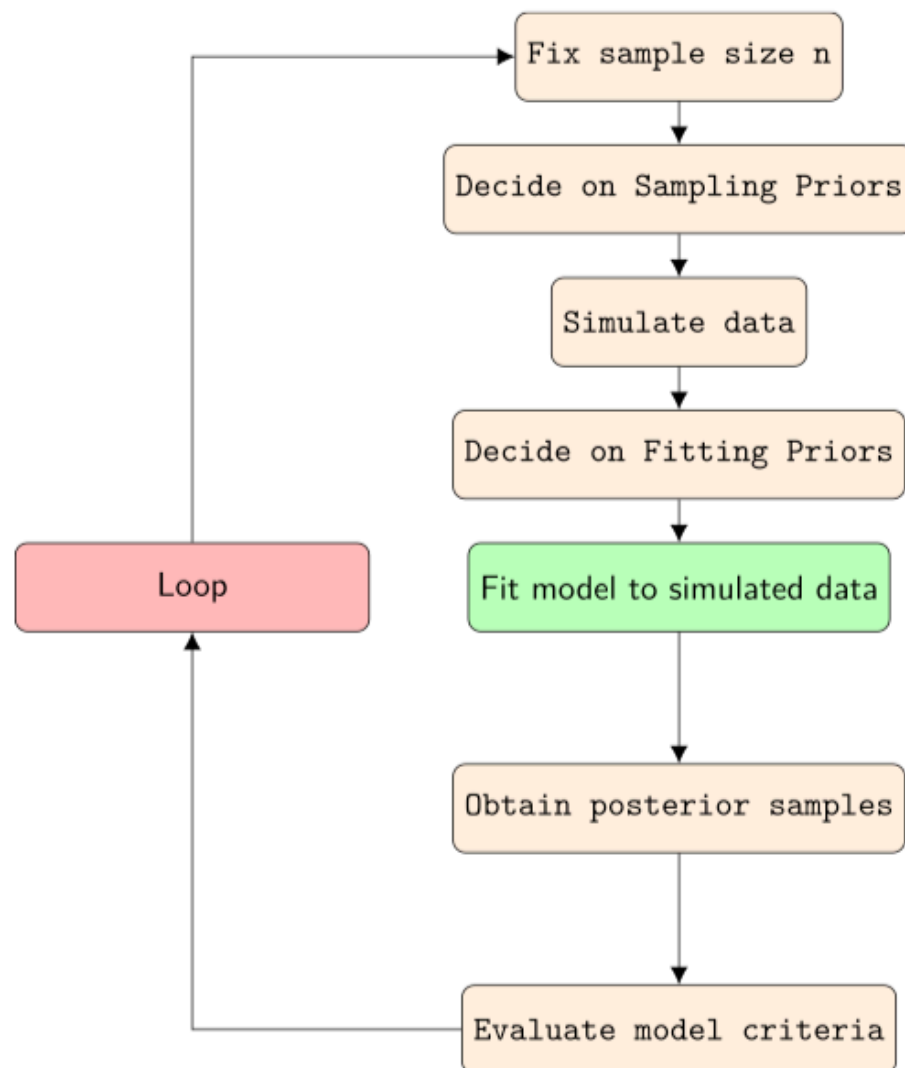 Fix sample size n
Decide on Sampling Priors
Simulate data
Decide on Fitting Priors
Loop
Fit model to simulated data
Obtain posterior samples
Evaluate model criteria